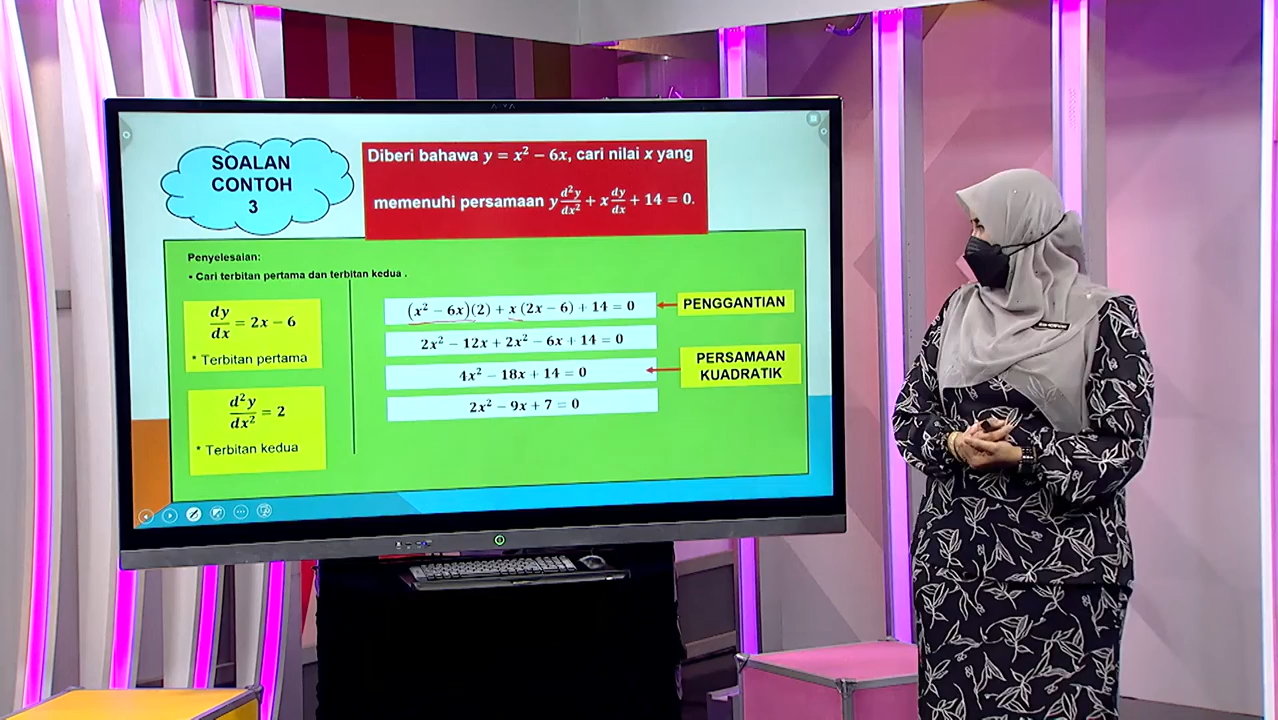 SOALAN
CONTOH
3
Diberi bahawa y = x² − 6x, cari nilai x yang
memenuhi persamaan y d²y/dx² + x dy/dx + 14 = 0.
Penyelesaian:
• Cari terbitan pertama dan terbitan kedua .
dy/dx = 2x − 6
* Terbitan pertama
d²y/dx² = 2
* Terbitan kedua
(x² − 6x)(2) + x (2x − 6) + 14 = 0
PENGGANTIAN
2x² − 12x + 2x² − 6x + 14 = 0
4x² − 18x + 14 = 0
PERSAMAAN
KUADRATIK
2x² − 9x + 7 = 0